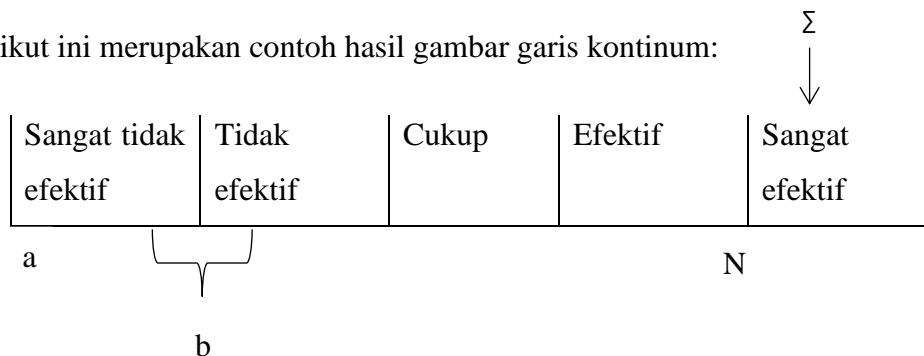 Σ
ikut ini merupakan contoh hasil gambar garis kontinum:
Sangat tidak efektif
Tidak efektif
Cukup
Efektif
Sangat efektif
a
N
b